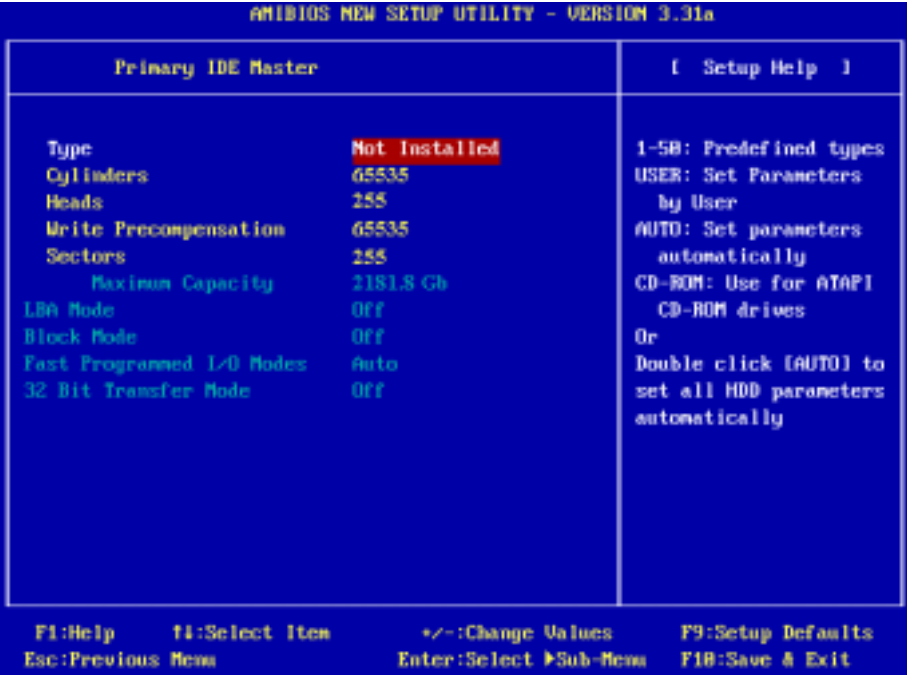 AMIBIOS NEW SETUP UTILITY - VERSION 3.31a
Primary IDE Master
[ Setup Help ]
Type Not Installed
Cylinders 65535
Heads 255
Write Precompensation 65535
Sectors 255
Maximum Capacity 2181.8 Gb
LBA Mode Off
Block Mode Off
Fast Programmed I/O Modes Auto
32 Bit Transfer Mode Off
1-50: Predefined types
USER: Set Parameters
by User
AUTO: Set parameters
automatically
CD-ROM: Use for ATAPI
CD-ROM drives
Or
Double click [AUTO] to
set all HDD parameters
automatically
F1:Help ↑↓:Select Item +/-:Change Values F9:Setup Defaults
Esc:Previous Menu Enter:Select ▶Sub-Menu F10:Save & Exit